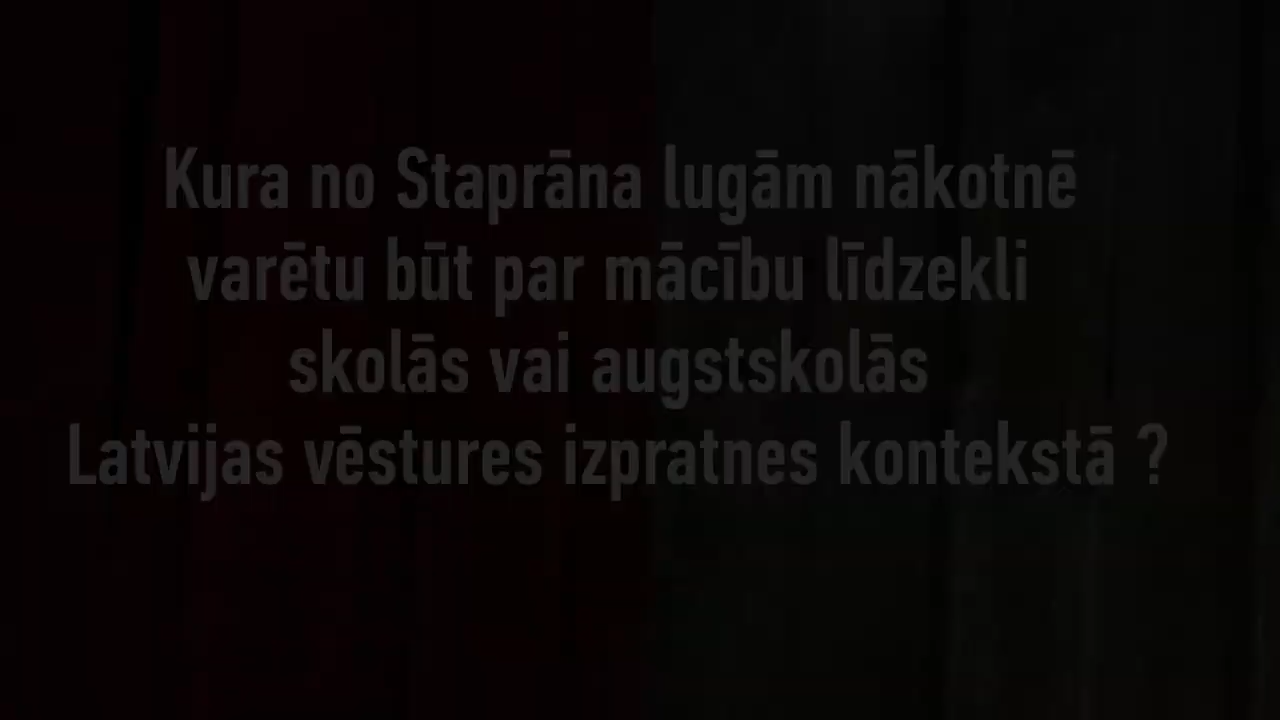 Kura no Staprāna lugām nākotnē
varētu būt par mācību līdzekli
skolās vai augstskolās
Latvijas vēstures izpratnes kontekstā ?